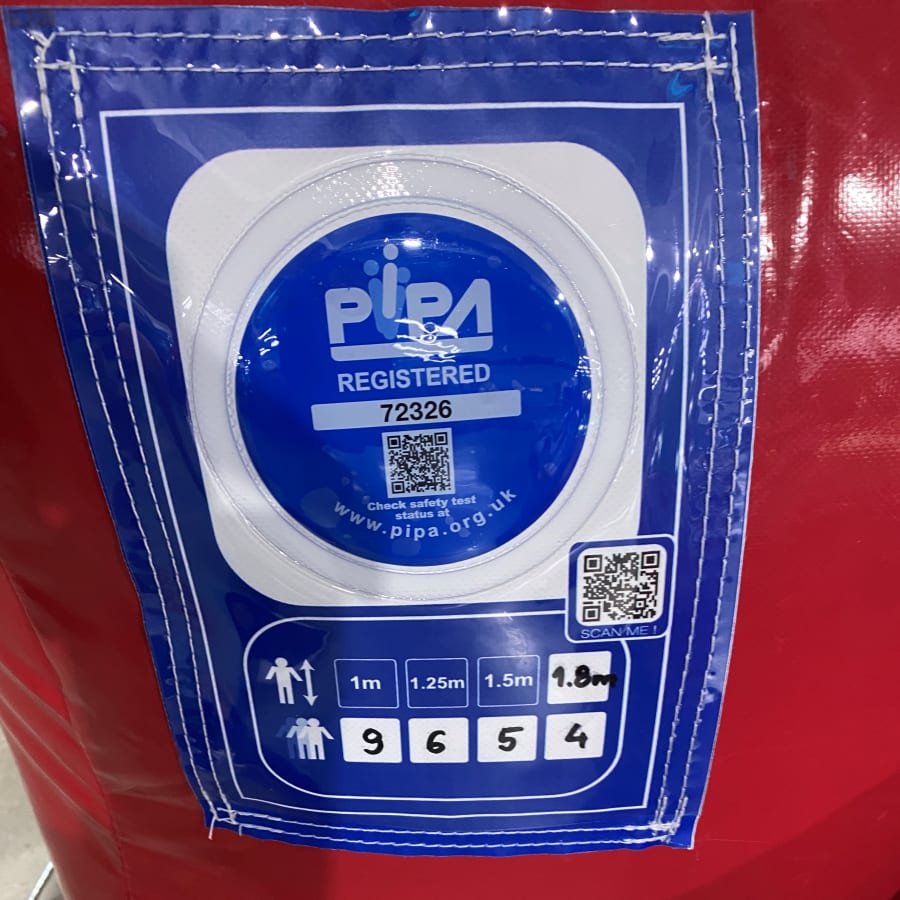 PiPA
REGISTERED
72326
Check safety test
status at
www.pipa.org.uk
SCAN ME !
1m 1.25m 1.5m 1.8m
9 6 5 4